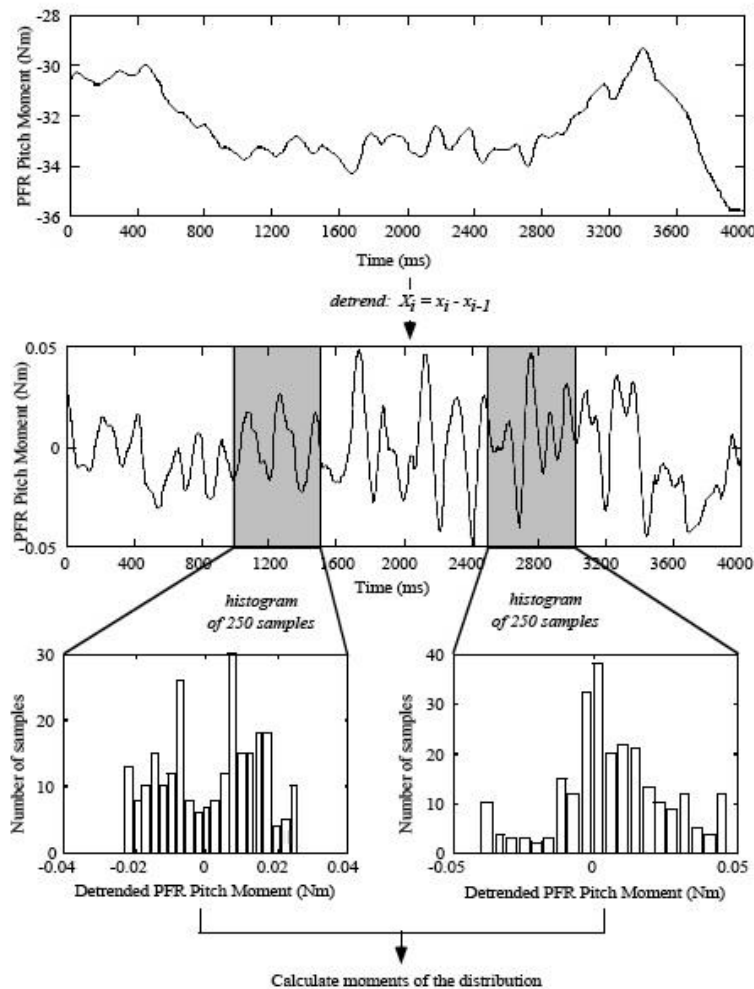 -28
-30
-32
-34
-36
PFR Pitch Moment (Nm)
0 400 800 1200 1600 2000 2400 2800 3200 3600 4000
Time (ms)
detrend: Xi = xi - xi-1
0.05
0
-0.05
PFR Pitch Moment (Nm)
0 400 800 1200 1600 2000 2400 2800 3200 3600 4000
Time (ms)
histogram
of 250 samples
histogram
of 250 samples
30
20
10
0
Number of samples
-0.04 -0.02 0 0.02 0.04
Detrended PFR Pitch Moment (Nm)
40
30
20
10
0
Number of samples
-0.05 0 0.05
Detrended PFR Pitch Moment (Nm)
Calculate moments of the distribution